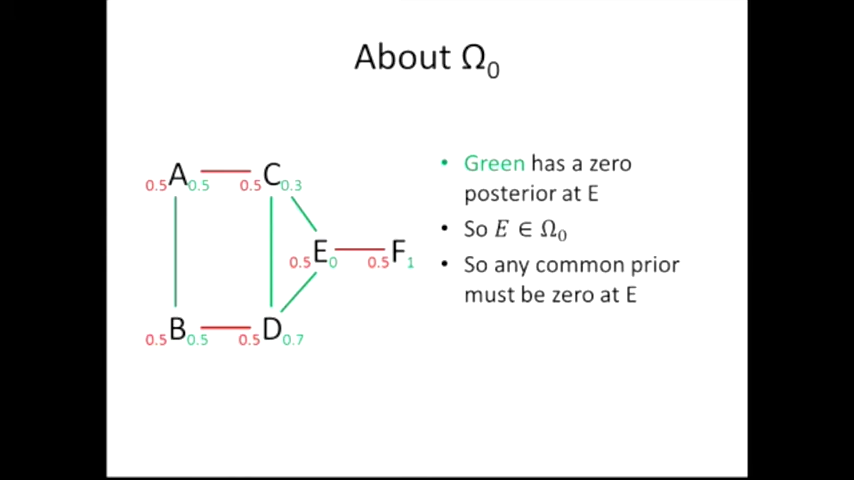 About Ω₀
0.5 A 0.5 0.5 C 0.3
0.5 E 0 0.5 F 1
0.5 B 0.5 0.5 D 0.7
• Green has a zero
posterior at E
• So E ∈ Ω₀
• So any common prior
must be zero at E